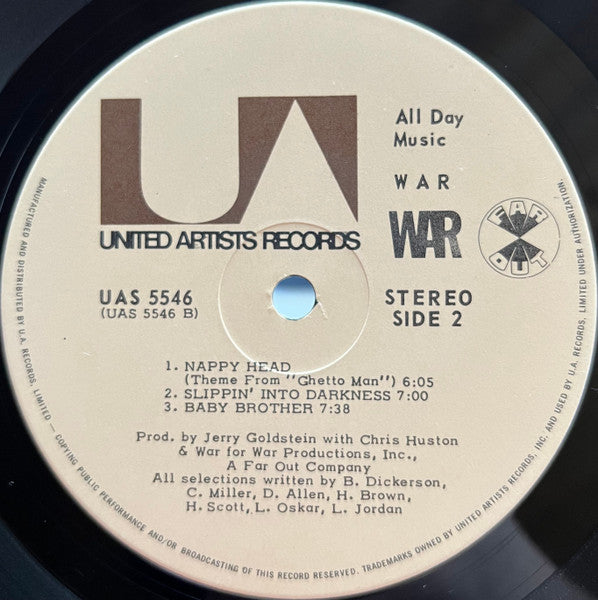 UA
All Day
Music
WAR
WAR
FAR
OUT
UNITED ARTISTS RECORDS
UAS 5546
(UAS 5546 B)
STEREO
SIDE 2
1. NAPPY HEAD
(Theme From "Ghetto Man") 6:05
2. SLIPPIN' INTO DARKNESS 7:00
3. BABY BROTHER 7:38
Prod. by Jerry Goldstein with Chris Huston
& War for War Productions, Inc.,
A Far Out Company
All selections written by B. Dickerson,
C. Miller, D. Allen, H. Brown,
H. Scott, L. Oskar, L. Jordan
MANUFACTURED AND DISTRIBUTED BY U.A. RECORDS, LIMITED — COPYING PUBLIC PERFORMANCE AND/OR BROADCASTING OF THIS RECORD RESERVED. TRADEMARKS OWNED BY UNITED ARTISTS RECORDS, INC. AND USED BY U.A. RECORDS, LIMITED UNDER AUTHORIZATION.